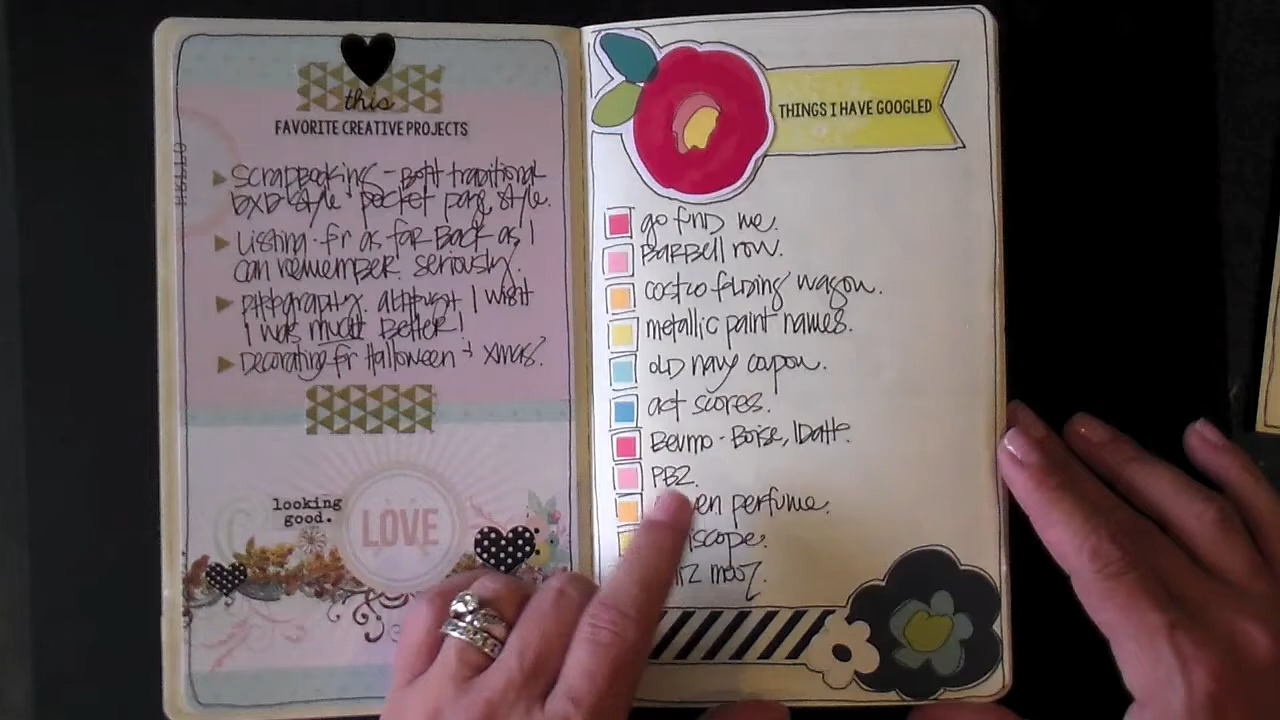 this
FAVORITE CREATIVE PROJECTS
HELLO
SCRAPBOOKING - BOTH traditional
style pocket page style.
Listing. for as far Back as I
can remember. seriously.
photography. although I wish
I was much Better!
Decorating for Halloween + xmas!
looking
good.
LOVE
THINGS I HAVE GOOGLED
go find me.
BarBell row.
costco folding wagon.
metallic paint names.
OLD navy coupon.
act scores.
Bevmo - Boise, Idaho.
PB2.
perfume.